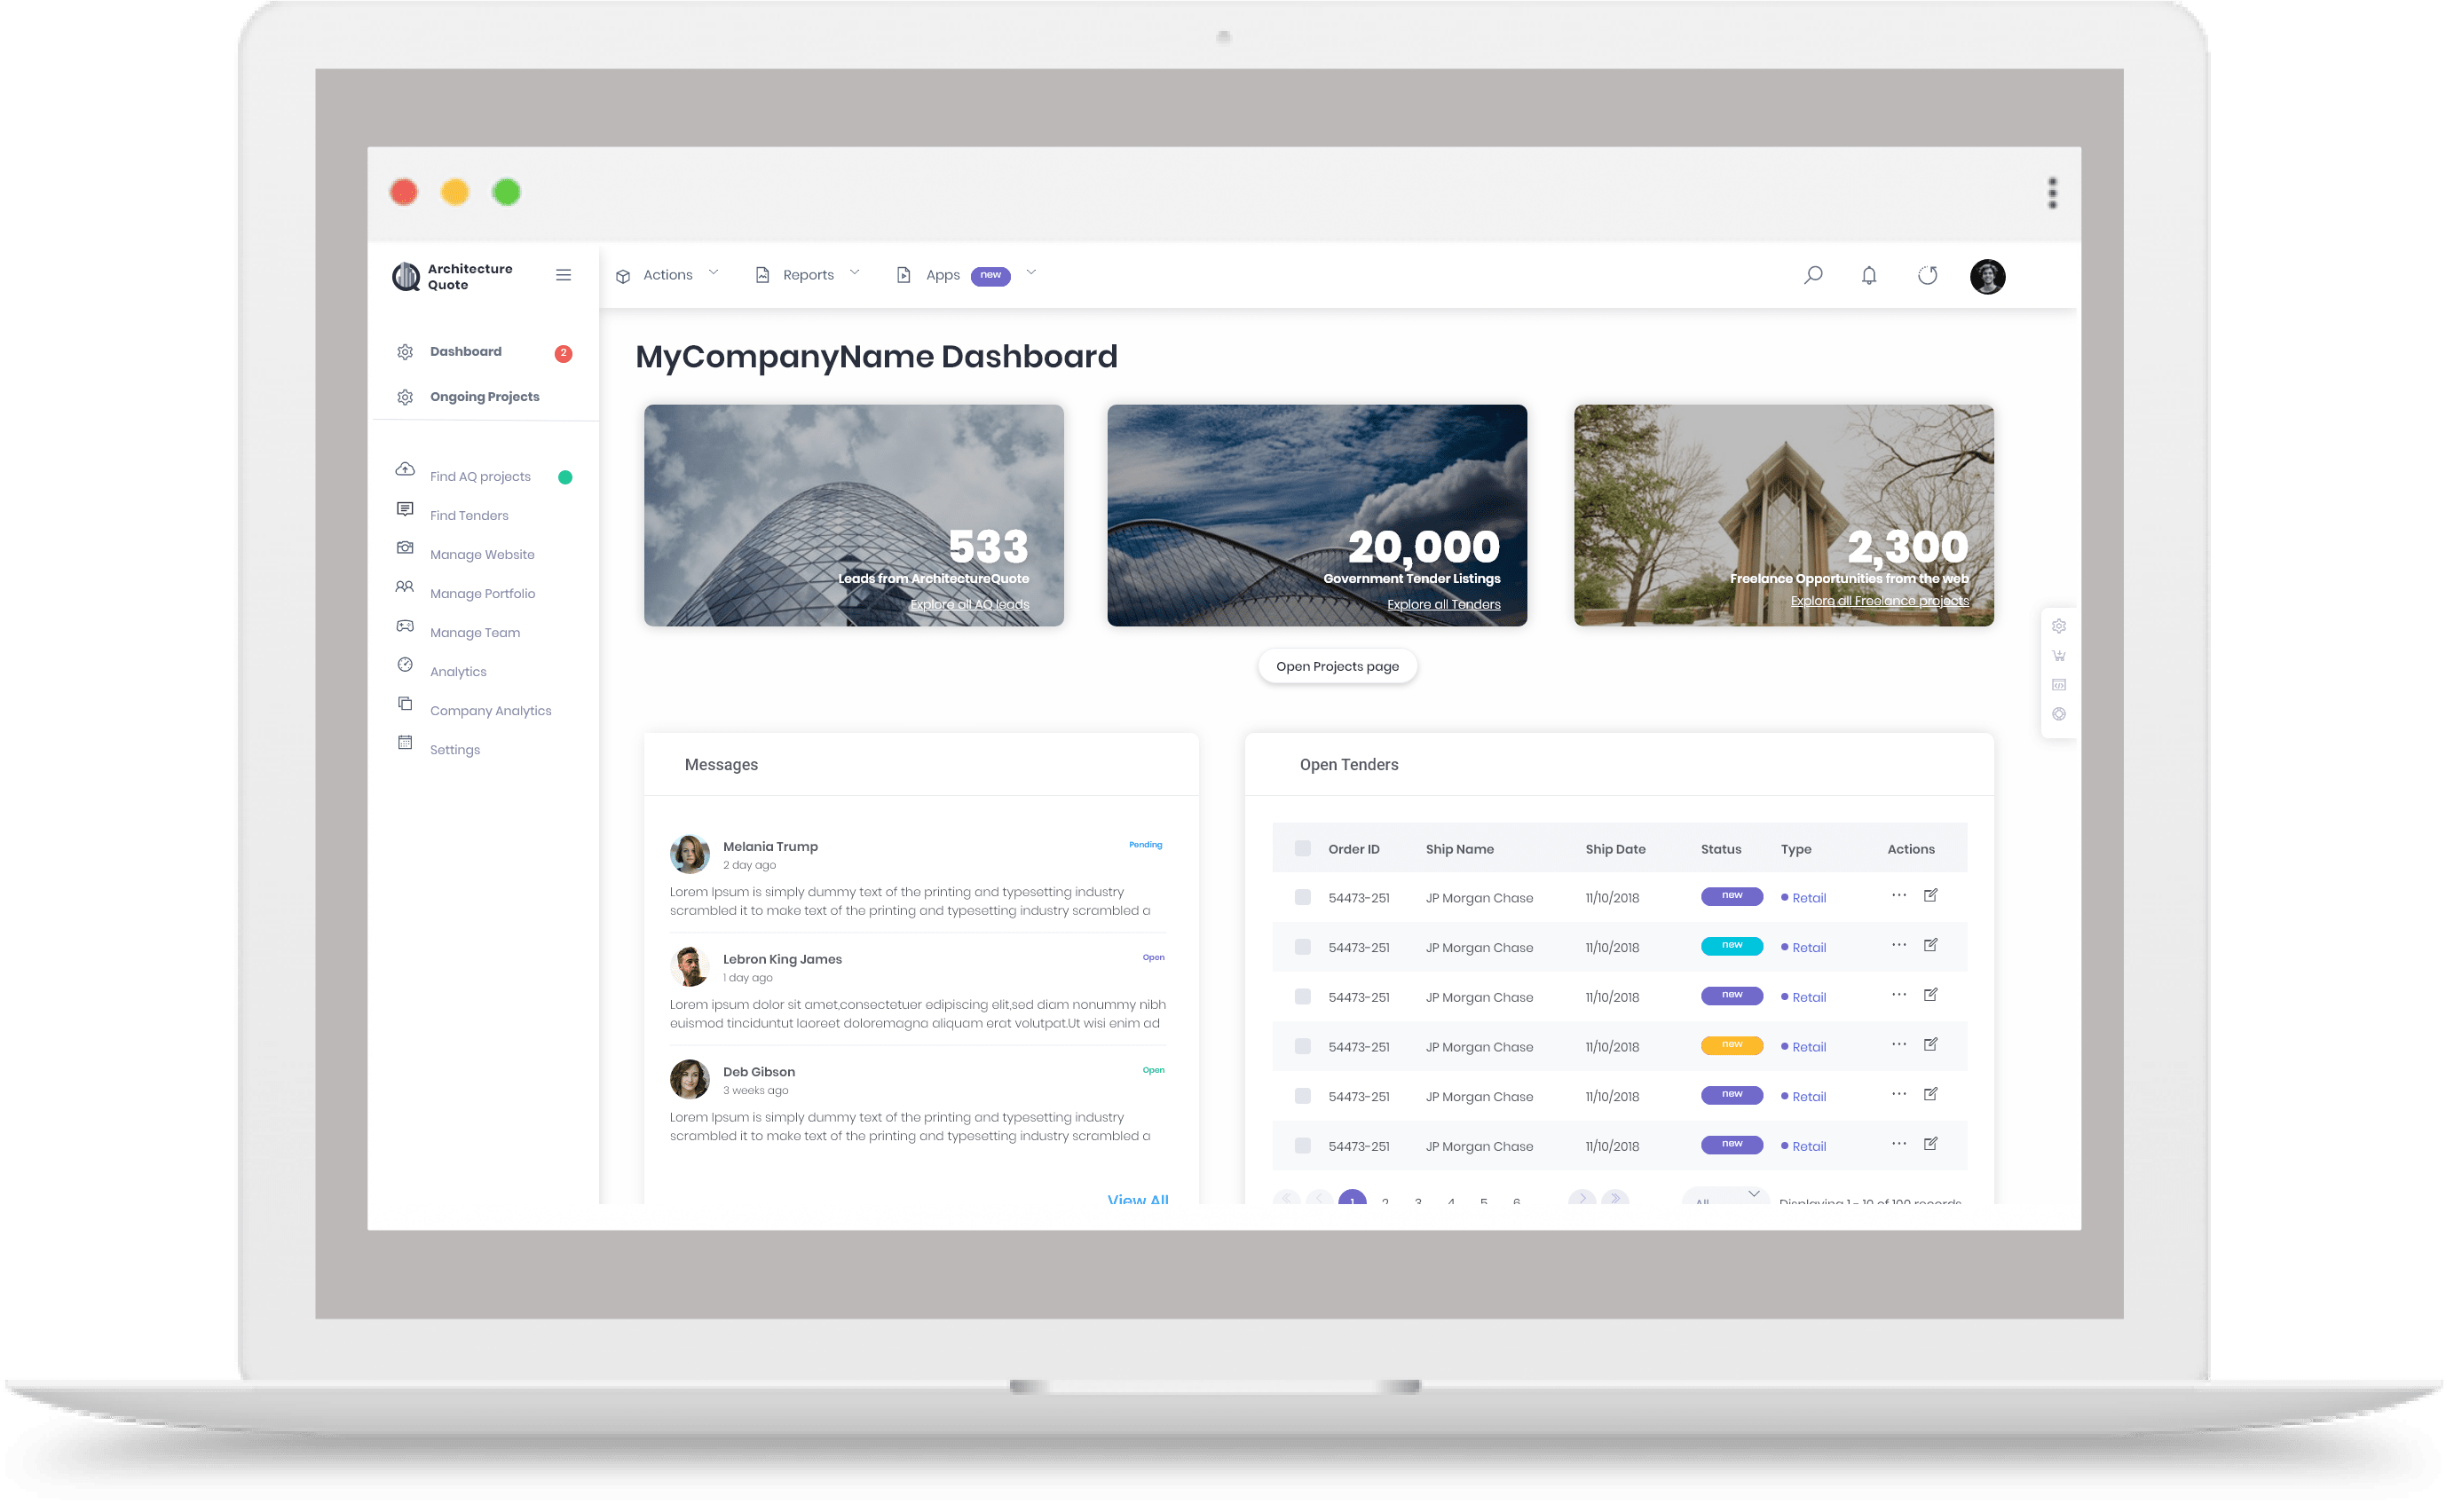 Architecture
Quote
Actions
Reports
Apps new
Dashboard 2
Ongoing Projects
Find AQ projects
Find Tenders
Manage Website
Manage Portfolio
Manage Team
Analytics
Company Analytics
Settings
MyCompanyName Dashboard
533
Leads from ArchitectureQuote
Explore all AQ leads
20,000
Government Tender Listings
Explore all Tenders
2,300
Freelance Opportunities from the web
Explore all Freelance projects
Open Projects page
Messages
Melania Trump Pending
2 day ago
Lorem Ipsum is simply dummy text of the printing and typesetting industry
scrambled it to make text of the printing and typesetting industry scrambled a
Lebron King James Open
1 day ago
Lorem ipsum dolor sit amet,consectetuer edipiscing elit,sed diam nonummy nibh
euismod tinciduntut laoreet doloremagna aliquam erat volutpat.Ut wisi enim ad
Deb Gibson Open
3 weeks ago
Lorem Ipsum is simply dummy text of the printing and typesetting industry
scrambled it to make text of the printing and typesetting industry scrambled a
View All
Open Tenders
Order ID Ship Name Ship Date Status Type Actions
54473-251 JP Morgan Chase 11/10/2018 new Retail
54473-251 JP Morgan Chase 11/10/2018 new Retail
54473-251 JP Morgan Chase 11/10/2018 new Retail
54473-251 JP Morgan Chase 11/10/2018 new Retail
54473-251 JP Morgan Chase 11/10/2018 new Retail
54473-251 JP Morgan Chase 11/10/2018 new Retail
1 2 3 4 5 6 All Displaying 1 - 10 of 100 records